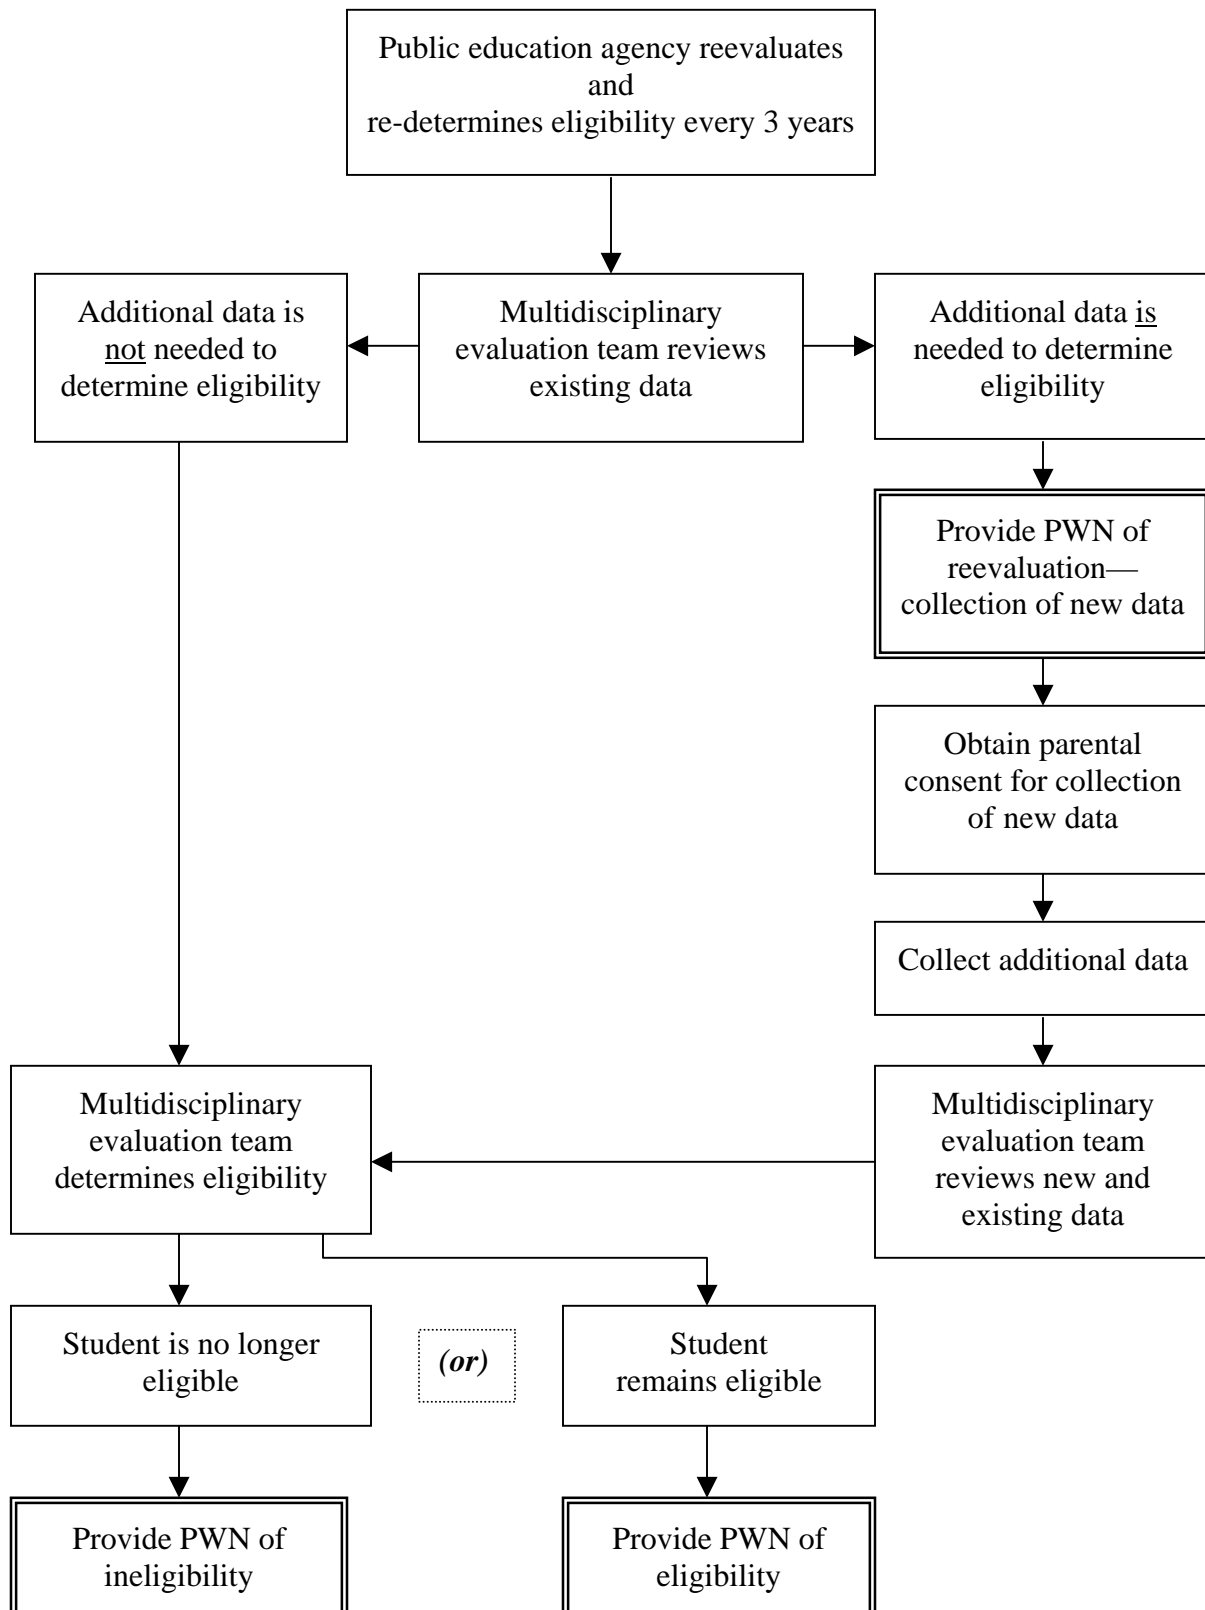 Public education agency reevaluates
and
re-determines eligibility every 3 years
Additional data is
not needed to
determine eligibility
Multidisciplinary
evaluation team reviews
existing data
Additional data is
needed to determine
eligibility
Provide PWN of
reevaluation—
collection of new data
Obtain parental
consent for collection
of new data
Collect additional data
Multidisciplinary
evaluation team
determines eligibility
Multidisciplinary
evaluation team
reviews new and
existing data
Student is no longer
eligible
(or)
Student
remains eligible
Provide PWN of
ineligibility
Provide PWN of
eligibility